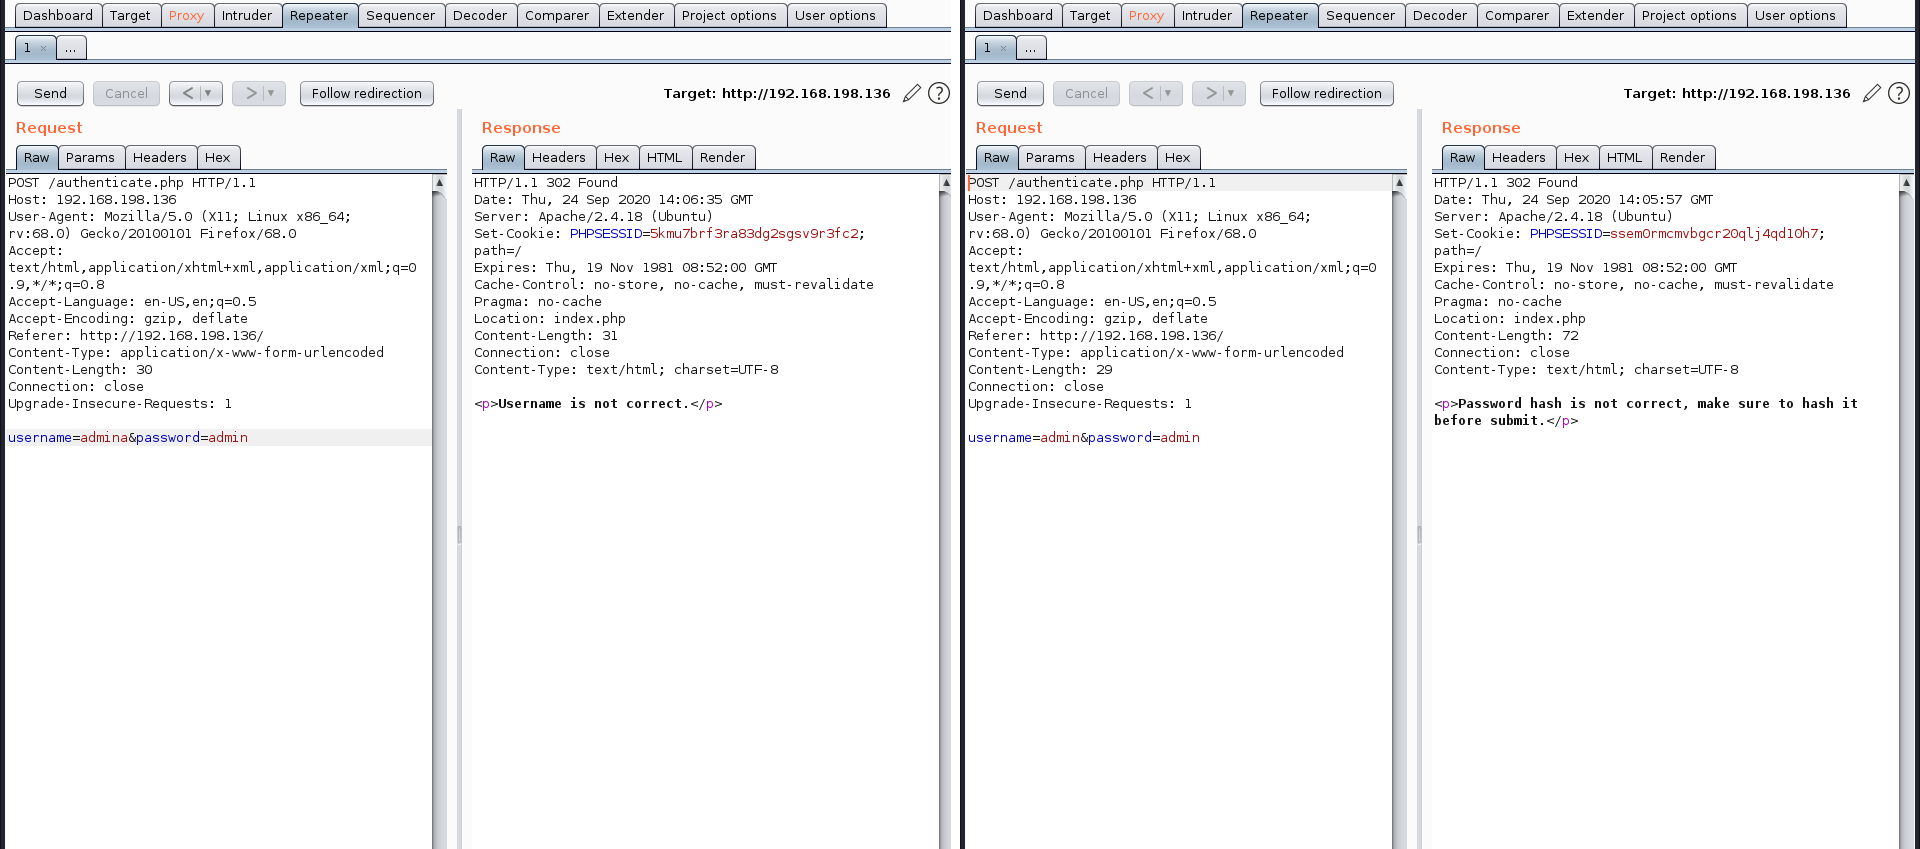 Dashboard Target Proxy Intruder Repeater Sequencer Decoder Comparer Extender Project options User options
1 × ...
Send Cancel < ▼ > ▼ Follow redirection Target: http://192.168.198.136 ?
Request
Raw Params Headers Hex
POST /authenticate.php HTTP/1.1
Host: 192.168.198.136
User-Agent: Mozilla/5.0 (X11; Linux x86_64;
rv:68.0) Gecko/20100101 Firefox/68.0
Accept:
text/html,application/xhtml+xml,application/xml;q=0
.9,*/*;q=0.8
Accept-Language: en-US,en;q=0.5
Accept-Encoding: gzip, deflate
Referer: http://192.168.198.136/
Content-Type: application/x-www-form-urlencoded
Content-Length: 30
Connection: close
Upgrade-Insecure-Requests: 1
username=admina&password=admin
Response
Raw Headers Hex HTML Render
HTTP/1.1 302 Found
Date: Thu, 24 Sep 2020 14:06:35 GMT
Server: Apache/2.4.18 (Ubuntu)
Set-Cookie: PHPSESSID=5kmu7brf3ra83dg2sgsv9r3fc2;
path=/
Expires: Thu, 19 Nov 1981 08:52:00 GMT
Cache-Control: no-store, no-cache, must-revalidate
Pragma: no-cache
Location: index.php
Content-Length: 31
Connection: close
Content-Type: text/html; charset=UTF-8
<p>Username is not correct.</p>
Dashboard Target Proxy Intruder Repeater Sequencer Decoder Comparer Extender Project options User options
1 × ...
Send Cancel < ▼ > ▼ Follow redirection Target: http://192.168.198.136 ?
Request
Raw Params Headers Hex
POST /authenticate.php HTTP/1.1
Host: 192.168.198.136
User-Agent: Mozilla/5.0 (X11; Linux x86_64;
rv:68.0) Gecko/20100101 Firefox/68.0
Accept:
text/html,application/xhtml+xml,application/xml;q=0
.9,*/*;q=0.8
Accept-Language: en-US,en;q=0.5
Accept-Encoding: gzip, deflate
Referer: http://192.168.198.136/
Content-Type: application/x-www-form-urlencoded
Content-Length: 29
Connection: close
Upgrade-Insecure-Requests: 1
username=admin&password=admin
Response
Raw Headers Hex HTML Render
HTTP/1.1 302 Found
Date: Thu, 24 Sep 2020 14:05:57 GMT
Server: Apache/2.4.18 (Ubuntu)
Set-Cookie: PHPSESSID=ssem0rmcmvbgcr20qlj4qd10h7;
path=/
Expires: Thu, 19 Nov 1981 08:52:00 GMT
Cache-Control: no-store, no-cache, must-revalidate
Pragma: no-cache
Location: index.php
Content-Length: 72
Connection: close
Content-Type: text/html; charset=UTF-8
<p>Password hash is not correct, make sure to hash it
before submit.</p>